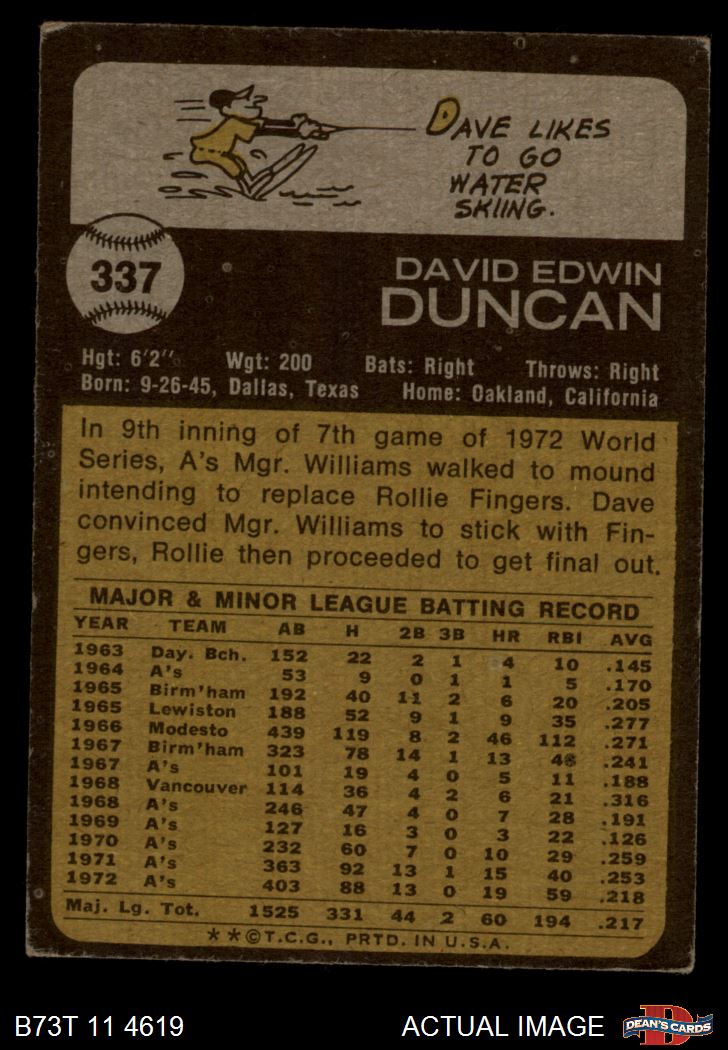 DAVE LIKES
TO GO
WATER
SKIING.
337
DAVID EDWIN
DUNCAN
Hgt: 6'2" Wgt: 200 Bats: Right Throws: Right
Born: 9-26-45, Dallas, Texas Home: Oakland, California
In 9th inning of 7th game of 1972 World
Series, A's Mgr. Williams walked to mound
intending to replace Rollie Fingers. Dave
convinced Mgr. Williams to stick with Fin-
gers, Rollie then proceeded to get final out.
MAJOR & MINOR LEAGUE BATTING RECORD
YEAR TEAM AB H 2B 3B HR RBI AVG
1963 Day. Bch. 152 22 2 1 4 10 .145
1964 A's 53 9 0 1 1 5 .170
1965 Birm'ham 192 40 11 2 6 20 .205
1965 Lewiston 188 52 9 1 9 35 .277
1966 Modesto 439 119 8 2 46 112 .271
1967 Birm'ham 323 78 14 1 13 48 .241
1967 A's 101 19 4 0 5 11 .188
1968 Vancouver 114 36 4 2 6 21 .316
1968 A's 246 47 4 0 7 28 .191
1969 A's 127 16 3 0 3 22 .126
1970 A's 232 60 7 0 10 29 .259
1971 A's 363 92 13 1 15 40 .253
1972 A's 403 88 13 0 19 59 .218
Maj. Lg. Tot. 1525 331 44 2 60 194 .217
**©T.C.G., PRTD. IN U.S.A.
B73T 11 4619 ACTUAL IMAGE
D
DEAN'S CARDS